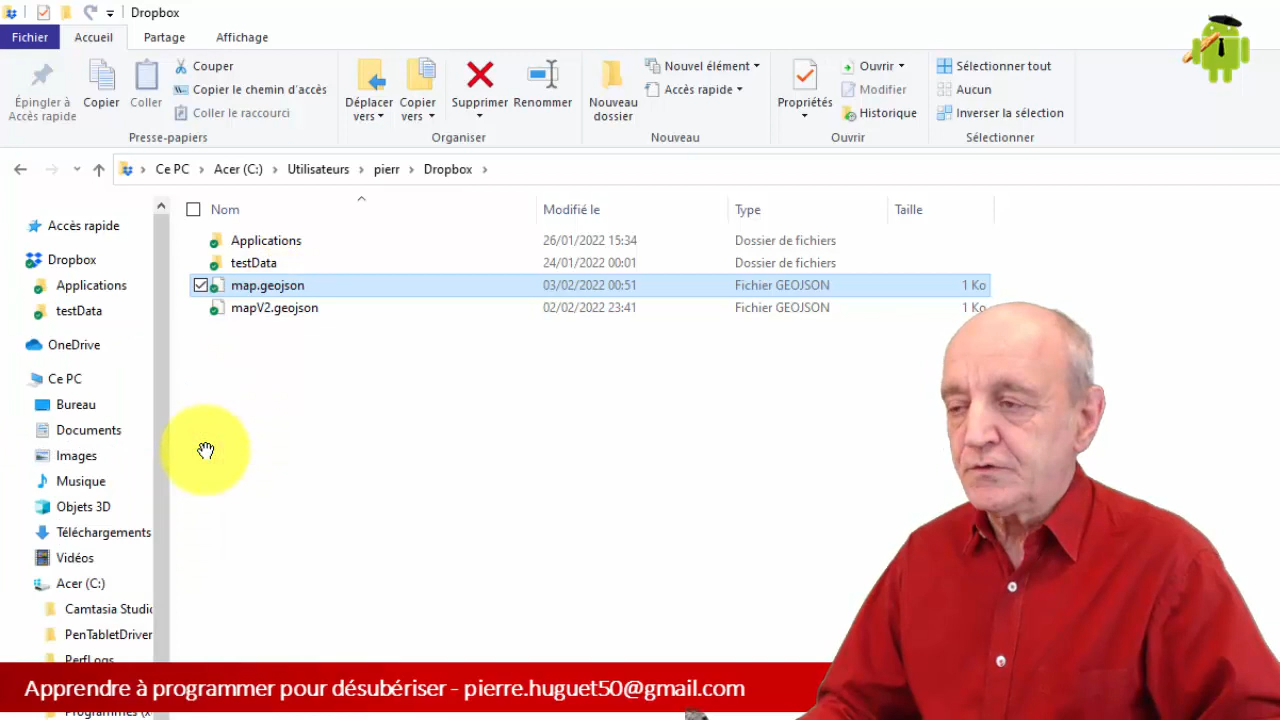 Dropbox
Fichier Accueil Partage Affichage
Épingler à Accès rapide
Copier
Coller
Couper
Copier le chemin d'accès
Coller le raccourci
Presse-papiers
Déplacer vers
Copier vers
Supprimer
Renommer
Organiser
Nouveau dossier
Nouvel élément
Accès rapide
Nouveau
Propriétés
Ouvrir
Modifier
Historique
Ouvrir
Sélectionner tout
Aucun
Inverser la sélection
Sélectionner
Ce PC > Acer (C:) > Utilisateurs > pierr > Dropbox >
Nom Modifié le Type Taille
Applications 26/01/2022 15:34 Dossier de fichiers
testData 24/01/2022 00:01 Dossier de fichiers
map.geojson 03/02/2022 00:51 Fichier GEOJSON 1 Ko
mapV2.geojson 02/02/2022 23:41 Fichier GEOJSON 1 Ko
Accès rapide
Dropbox
Applications
testData
OneDrive
Ce PC
Bureau
Documents
Images
Musique
Objets 3D
Téléchargements
Vidéos
Acer (C:)
Camtasia Studio
PenTabletDriver
PerfLogs
Apprendre à programmer pour désubériser - pierre.huguet50@gmail.com